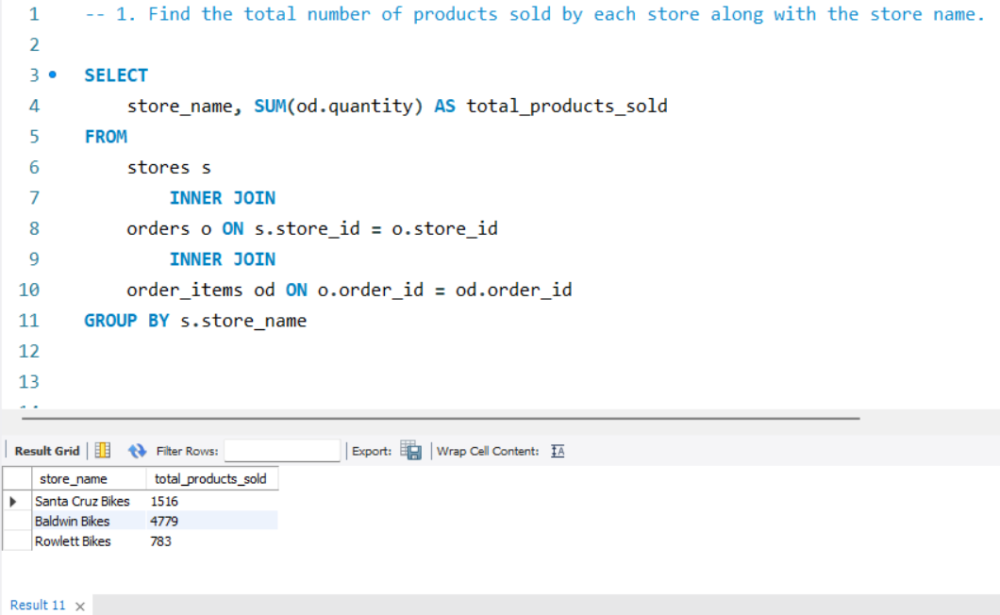 1 -- 1. Find the total number of products sold by each store along with the store name.
2
3 SELECT
4 store_name, SUM(od.quantity) AS total_products_sold
5 FROM
6 stores s
7 INNER JOIN
8 orders o ON s.store_id = o.store_id
9 INNER JOIN
10 order_items od ON o.order_id = od.order_id
11 GROUP BY s.store_name
12
13
Result Grid Filter Rows: Export: Wrap Cell Content:
store_name total_products_sold
Santa Cruz Bikes 1516
Baldwin Bikes 4779
Rowlett Bikes 783
Result 11 ×